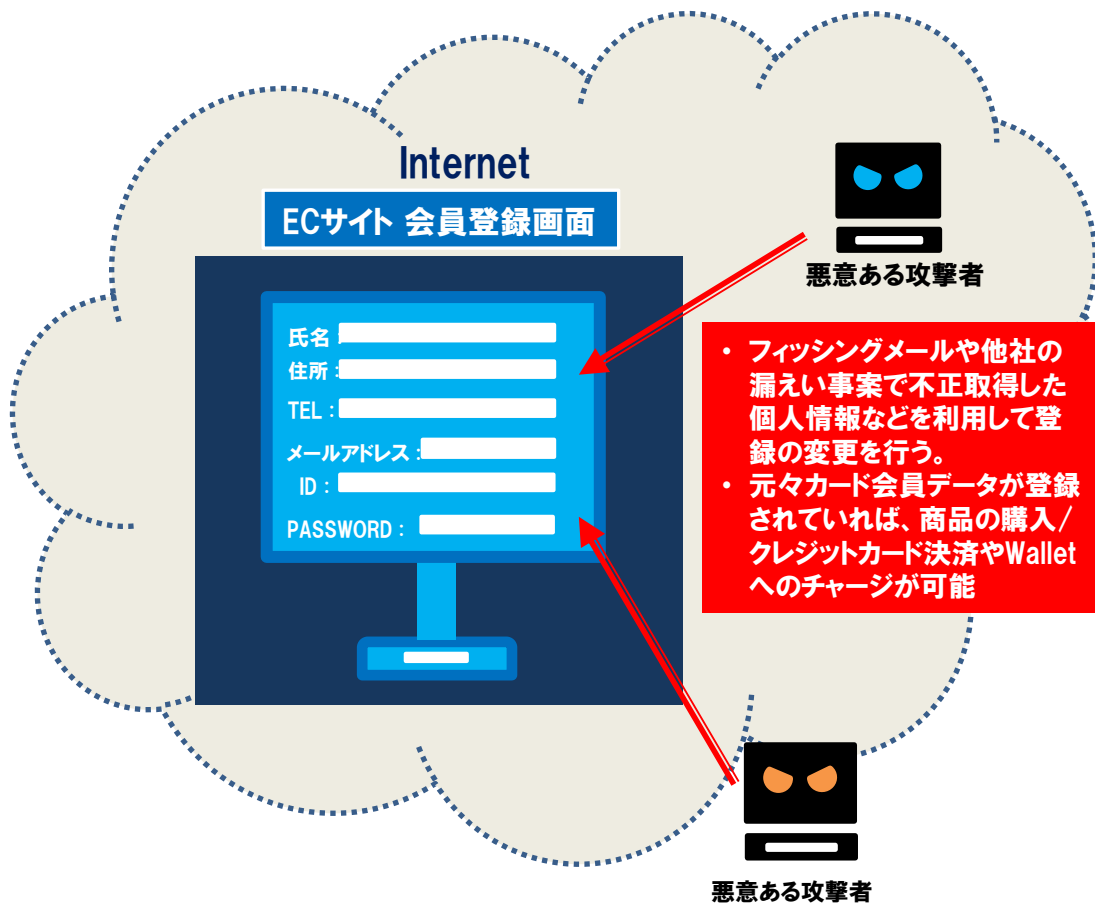 Internet
ECサイト 会員登録画面
氏名 :
住所 :
TEL :
メールアドレス :
ID :
PASSWORD :
悪意ある攻撃者
・ フィッシングメールや他社の
漏えい事案で不正取得した
個人情報などを利用して登
録の変更を行う。
・ 元々カード会員データが登録
されていれば、商品の購入/
クレジットカード決済やWallet
へのチャージが可能
悪意ある攻撃者